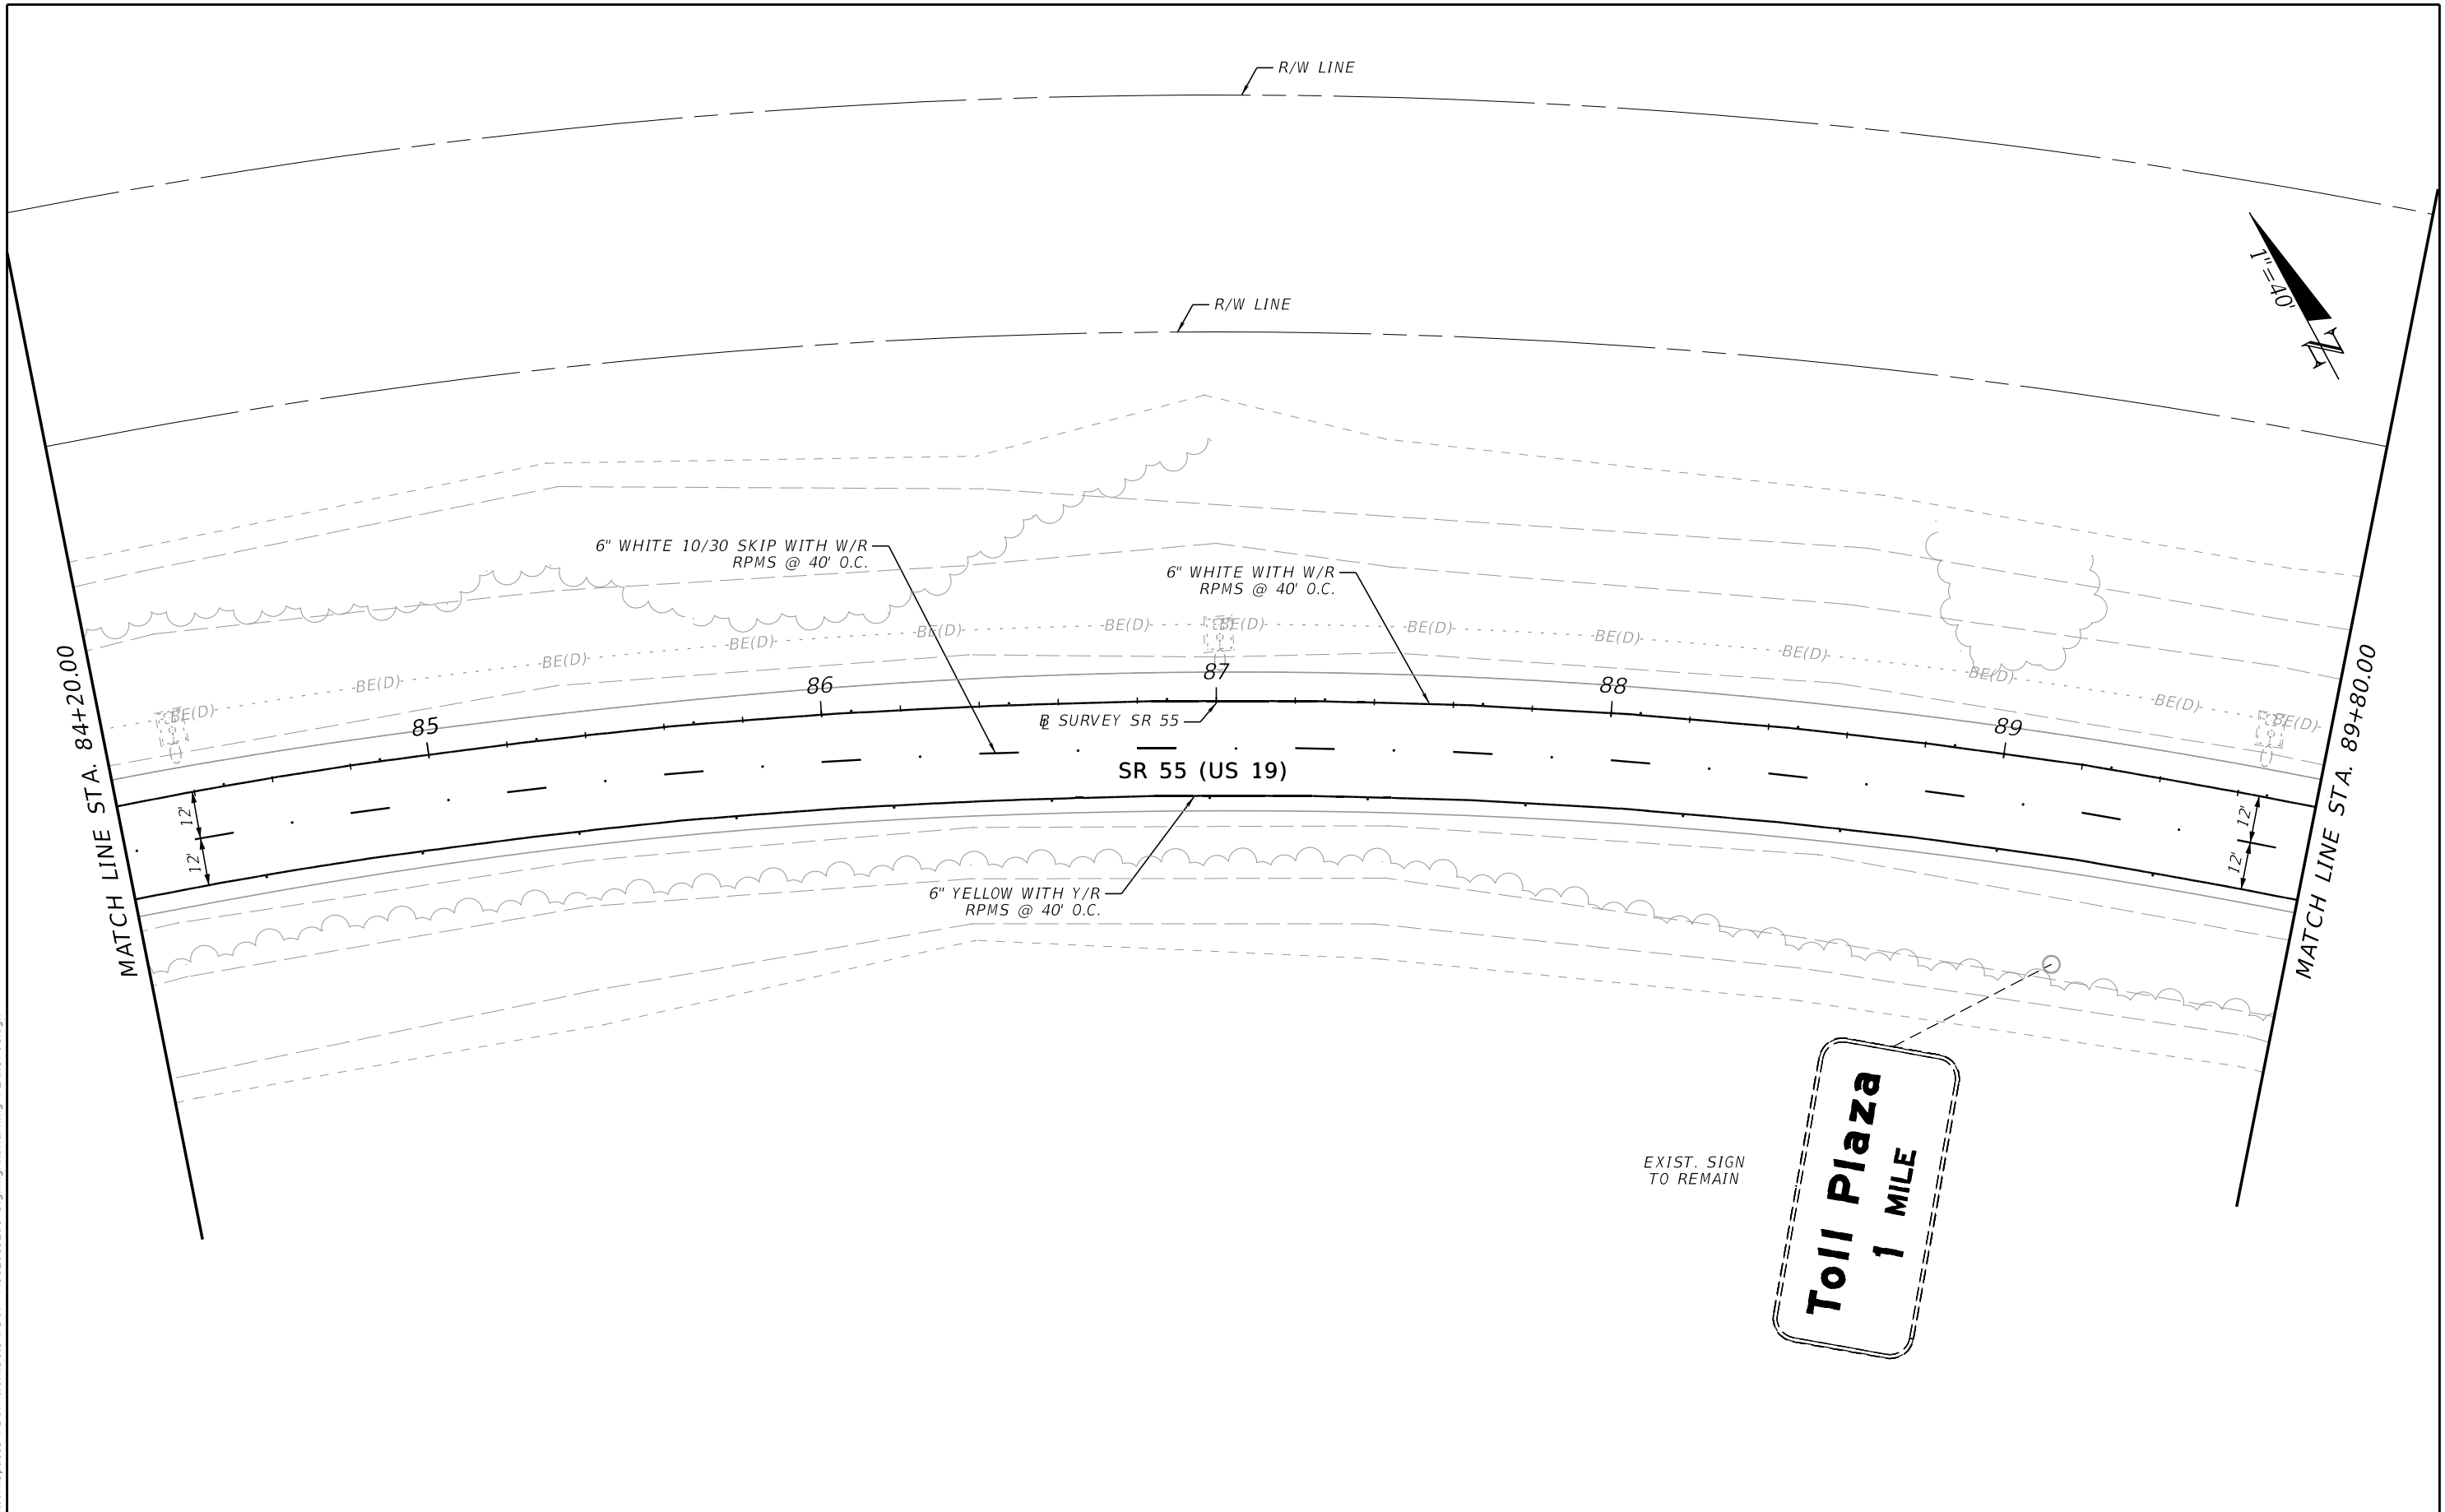 R/W LINE
R/W LINE
1"=40'
N
6" WHITE 10/30 SKIP WITH W/R
RPMS @ 40' O.C.
6" WHITE WITH W/R
RPMS @ 40' O.C.
BE(D)
BE(D)
BE(D)
BE(D)
BE(D)
BE(D)
BE(D)
BE(D)
BE(D)
BE(D)
BE(D)
BE(D)
BE(D)
85
86
87
88
89
B SURVEY SR 55
SR 55 (US 19)
12'
12'
12'
12'
6" YELLOW WITH Y/R
RPMS @ 40' O.C.
MATCH LINE STA. 84+20.00
MATCH LINE STA. 89+80.00
EXIST. SIGN
TO REMAIN
Toll Plaza
1 MILE